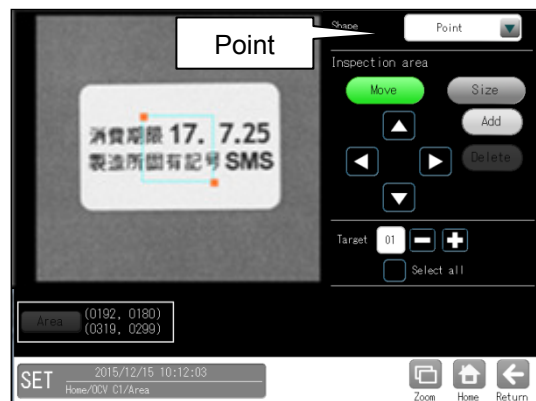 Shape
Point
Point
Inspection area
Move
Size
Add
Delete
消費期限 17. 7.25
製造所固有記号 SMS
Target 01
Select all
Area
(0192, 0180)
(0319, 0299)
SET
2015/12/15 10:12:03
Home/OCV C1/Area
Zoom
Home
Return